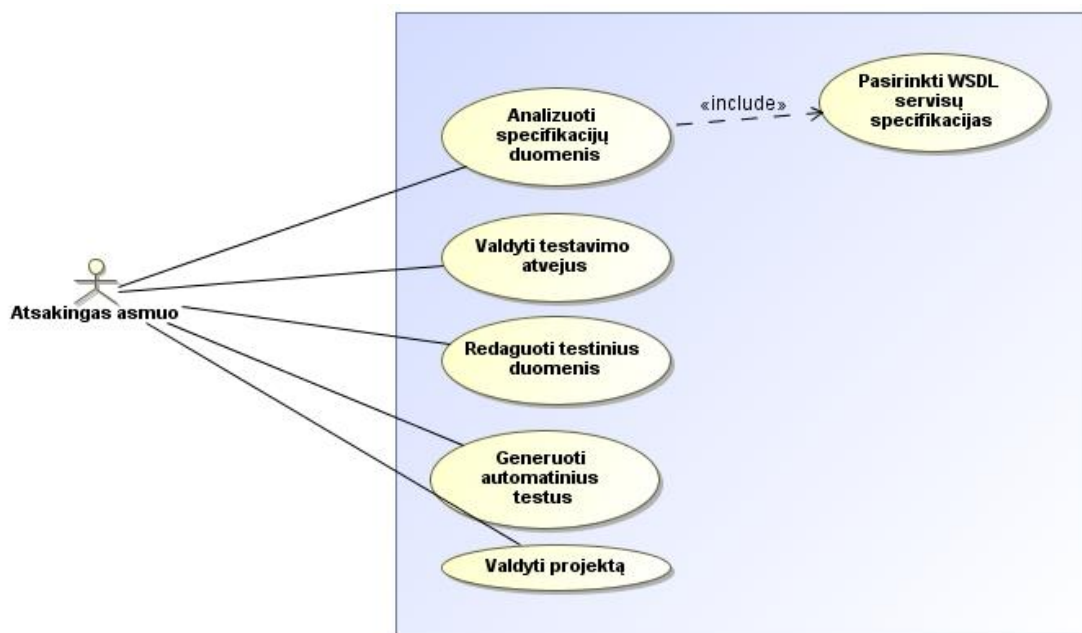 Analizuoti
specifikacijų
duomenis
«include»
Pasirinkti WSDL
servisų
specifikacijas
Valdyti testavimo
atvejus
Atsakingas asmuo
Redaguoti testinius
duomenis
Generuoti
automatinius
testus
Valdyti projektą